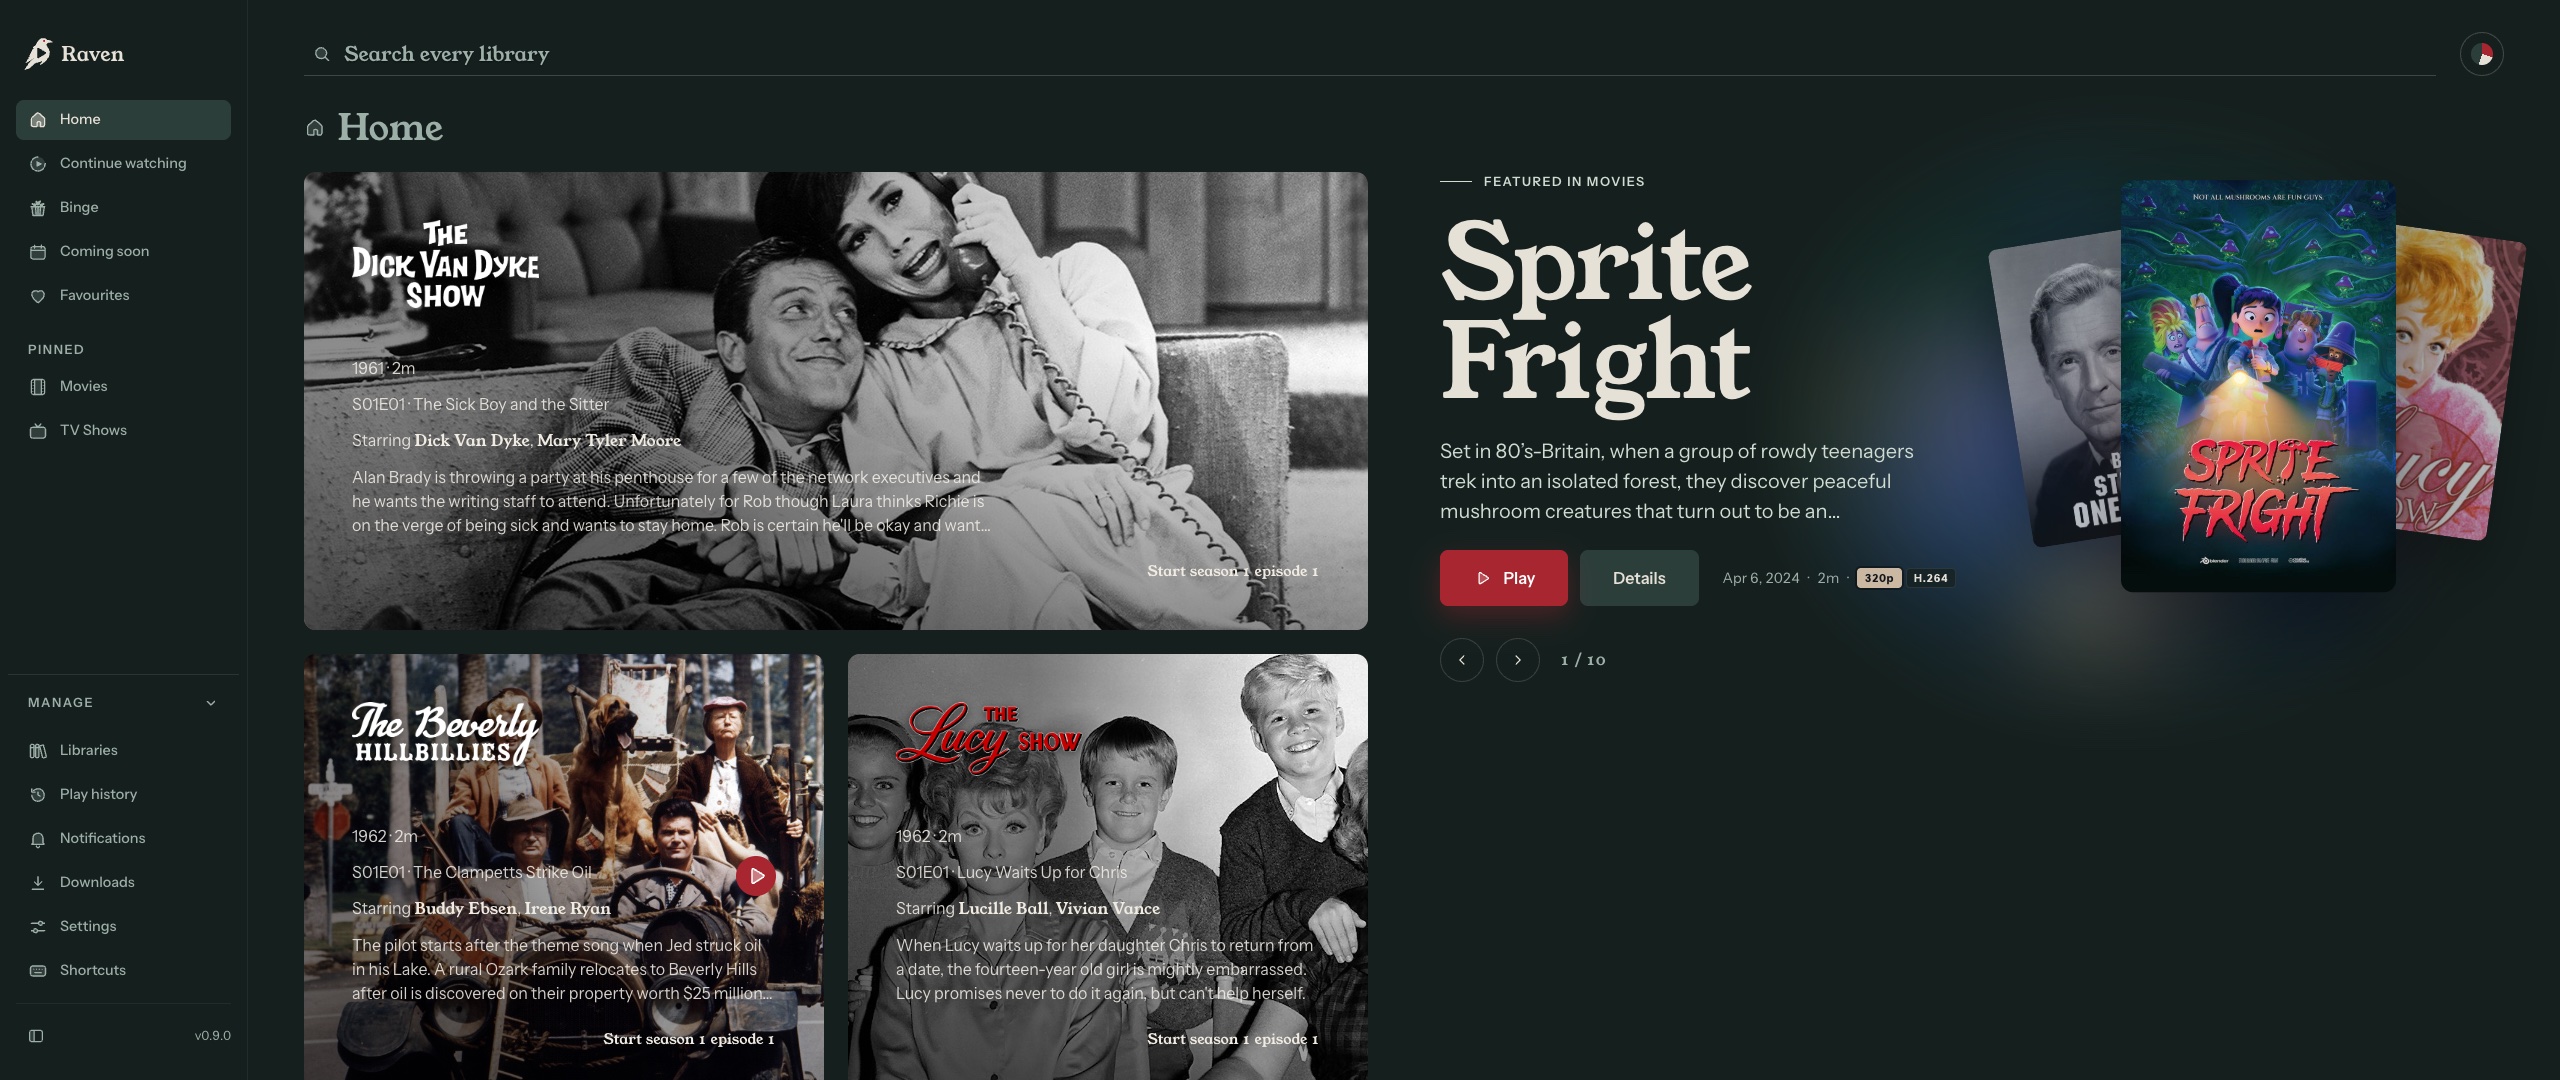 Raven
Search every library
Home
Continue watching
Binge
Coming soon
Favourites
PINNED
Movies
TV Shows
MANAGE
Libraries
Play history
Notifications
Downloads
Settings
Shortcuts
v0.9.0
Home
THE
DICK VAN DYKE
SHOW
1961 · 2m
S01E01 · The Sick Boy and the Sitter
Starring Dick Van Dyke, Mary Tyler Moore
Alan Brady is throwing a party at his penthouse for a few of the network executives and
he wants the writing staff to attend. Unfortunately for Rob though Laura thinks Richie is
on the verge of being sick and wants to stay home. Rob is certain he'll be okay and want...
Start season 1 episode 1
The Beverly
HILLBILLIES
1962 · 2m
S01E01 · The Clampetts Strike Oil
Starring Buddy Ebsen, Irene Ryan
The pilot starts after the theme song when Jed struck oil
in his Lake. A rural Ozark family relocates to Beverly Hills
after oil is discovered on their property worth $25 million...
Start season 1 episode 1
THE
Lucy SHOW
1962 · 2m
S01E01 · Lucy Waits Up for Chris
Starring Lucille Ball, Vivian Vance
When Lucy waits up for her daughter Chris to return from
a date, the fourteen-year old girl is mightly embarrassed.
Lucy promises never to do it again, but can't help herself.
Start season 1 episode 1
FEATURED IN MOVIES
Sprite
Fright
Set in 80's-Britain, when a group of rowdy teenagers
trek into an isolated forest, they discover peaceful
mushroom creatures that turn out to be an...
Play
Details
Apr 6, 2024 · 2m · 320p H.264
1 / 10
NOT ALL MUSHROOMS ARE FUN GUYS.
SPRITE
FRIGHT
blender
ONE